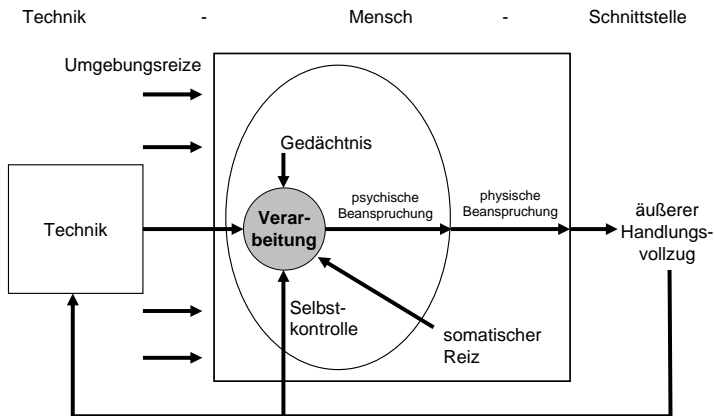 Technik - Mensch - Schnittstelle
Umgebungsreize
Gedächtnis
psychische
Beanspruchung
physische
Beanspruchung
Technik
Verar-
beitung
äußerer
Handlungs-
vollzug
Selbst-
kontrolle
somatischer
Reiz